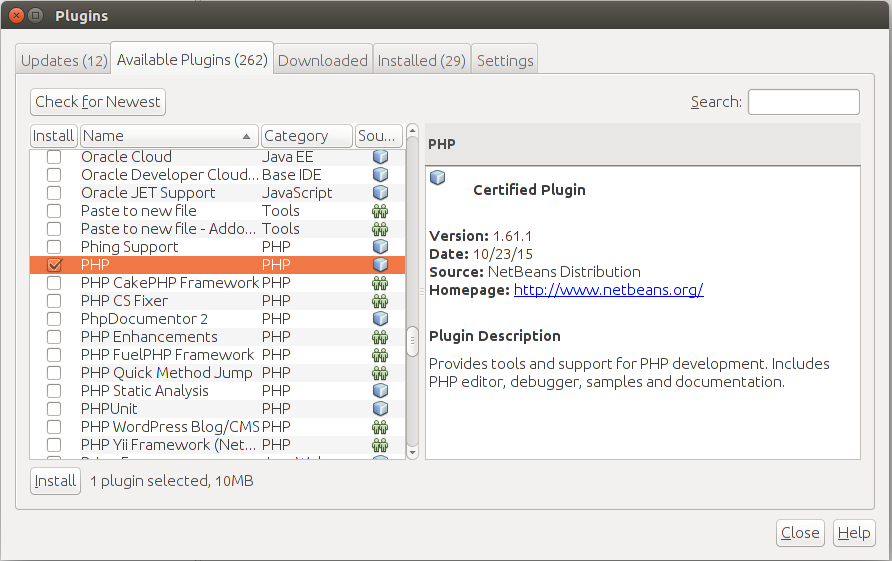 Plugins
Updates (12) Available Plugins (262) Downloaded Installed (29) Settings
Check for Newest Search:
Install Name Category Sou...
Oracle Cloud Java EE
Oracle Developer Cloud... Base IDE
Oracle JET Support JavaScript
Paste to new file Tools
Paste to new file - Addo... Tools
Phing Support PHP
PHP PHP
PHP CakePHP Framework PHP
PHP CS Fixer PHP
PhpDocumentor 2 PHP
PHP Enhancements PHP
PHP FuelPHP Framework PHP
PHP Quick Method Jump PHP
PHP Static Analysis PHP
PHPUnit PHP
PHP WordPress Blog/CMS PHP
PHP Yii Framework (Net... PHP
PHP
Certified Plugin
Version: 1.61.1
Date: 10/23/15
Source: NetBeans Distribution
Homepage: http://www.netbeans.org/
Plugin Description
Provides tools and support for PHP development. Includes
PHP editor, debugger, samples and documentation.
Install 1 plugin selected, 10MB
Close Help